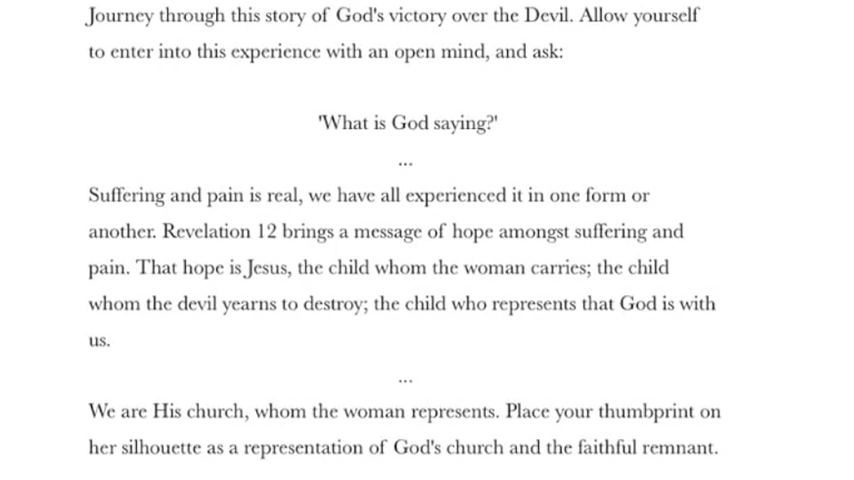 Journey through this story of God's victory over the Devil. Allow yourself
to enter into this experience with an open mind, and ask:
'What is God saying?'
...
Suffering and pain is real, we have all experienced it in one form or
another. Revelation 12 brings a message of hope amongst suffering and
pain. That hope is Jesus, the child whom the woman carries; the child
whom the devil yearns to destroy; the child who represents that God is with
us.
...
We are His church, whom the woman represents. Place your thumbprint on
her silhouette as a representation of God's church and the faithful remnant.